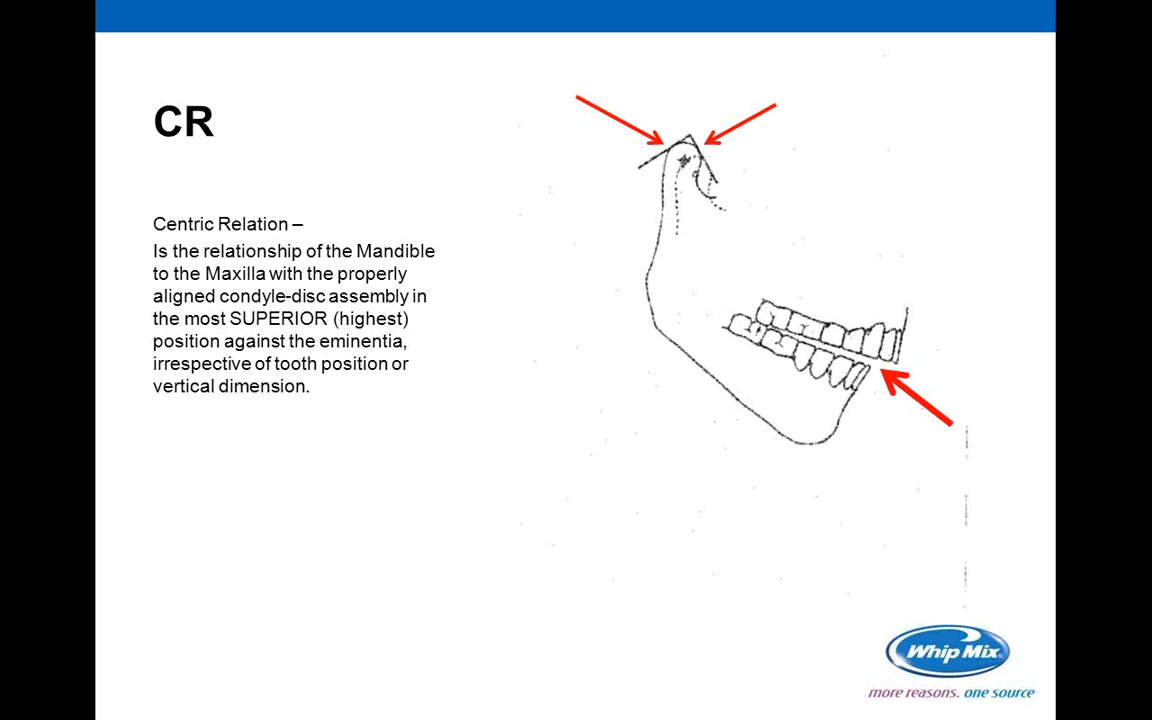 CR
Centric Relation –
Is the relationship of the Mandible
to the Maxilla with the properly
aligned condyle-disc assembly in
the most SUPERIOR (highest)
position against the eminentia,
irrespective of tooth position or
vertical dimension.
Whip Mix
more reasons. one source